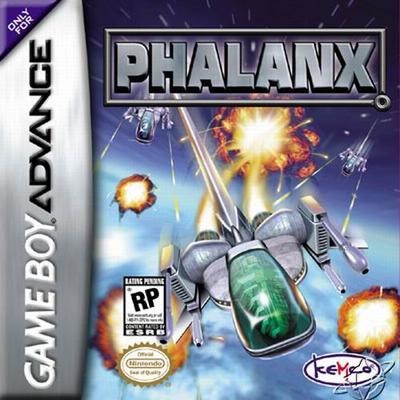 ONLY
FOR
GAME BOY ADVANCE
PHALANX
RATING PENDING
RP
CONTENT RATED BY
ESRB
Official
Nintendo
Seal of Quality
KEMCO